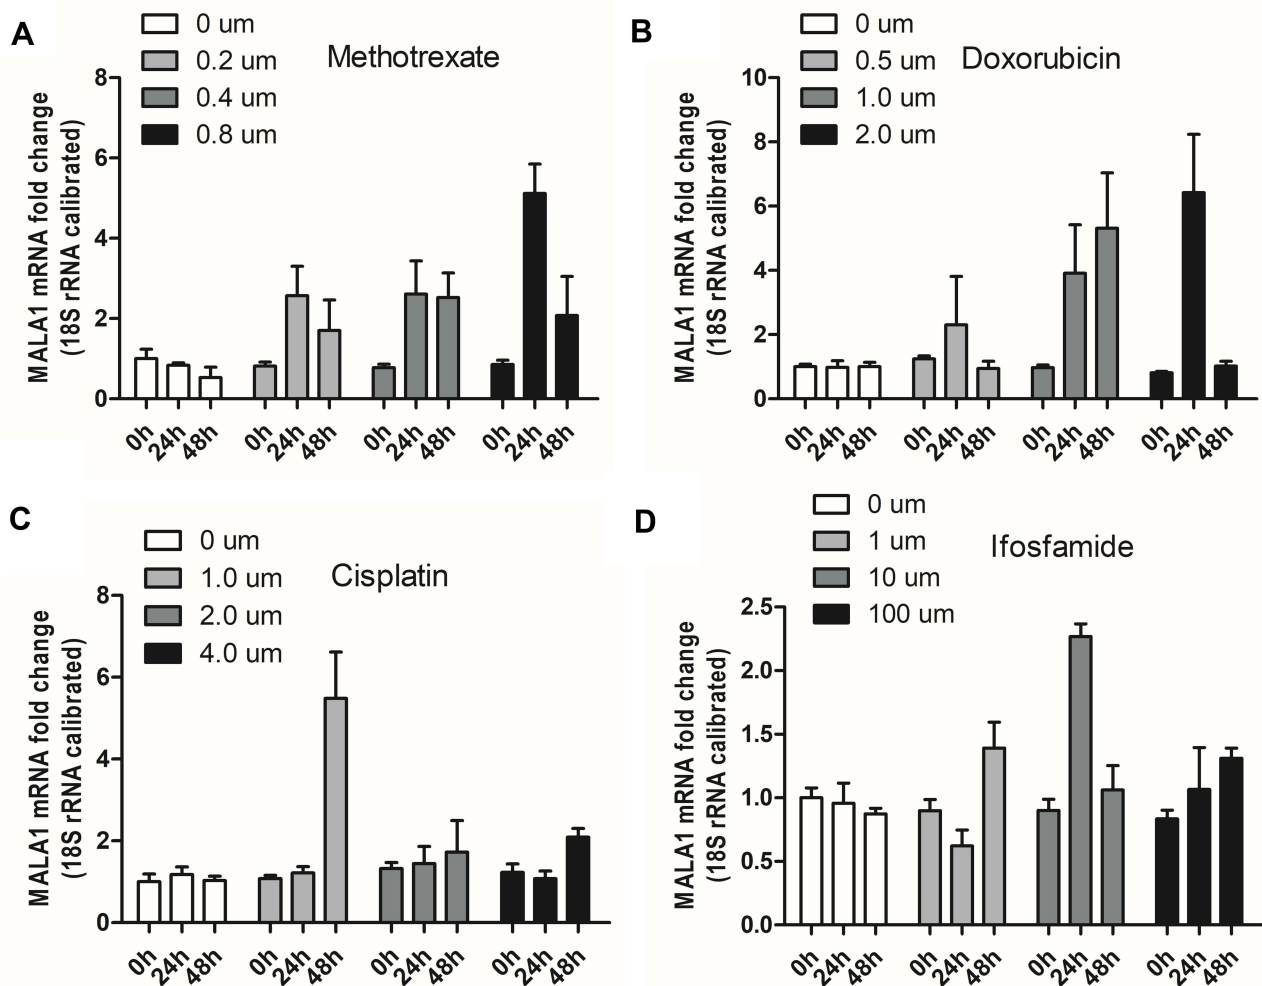 A
0 um
0.2 um
0.4 um
0.8 um
Methotrexate
MALA1 mRNA fold change
(18S rRNA calibrated)
8
6
4
2
0
0h
24h
48h
0h
24h
48h
0h
24h
48h
0h
24h
48h
B
0 um
0.5 um
1.0 um
2.0 um
Doxorubicin
MALA1 mRNA fold change
(18S rRNA calibrated)
10
8
6
4
2
0
0h
24h
48h
0h
24h
48h
0h
24h
48h
0h
24h
48h
C
0 um
1.0 um
2.0 um
4.0 um
Cisplatin
MALA1 mRNA fold change
(18S rRNA calibrated)
8
6
4
2
0
0h
24h
48h
0h
24h
48h
0h
24h
48h
0h
24h
48h
D
0 um
1 um
10 um
100 um
Ifosfamide
MALA1 mRNA fold change
(18S rRNA calibrated)
2.5
2.0
1.5
1.0
0.5
0.0
0h
24h
48h
0h
24h
48h
0h
24h
48h
0h
24h
48h